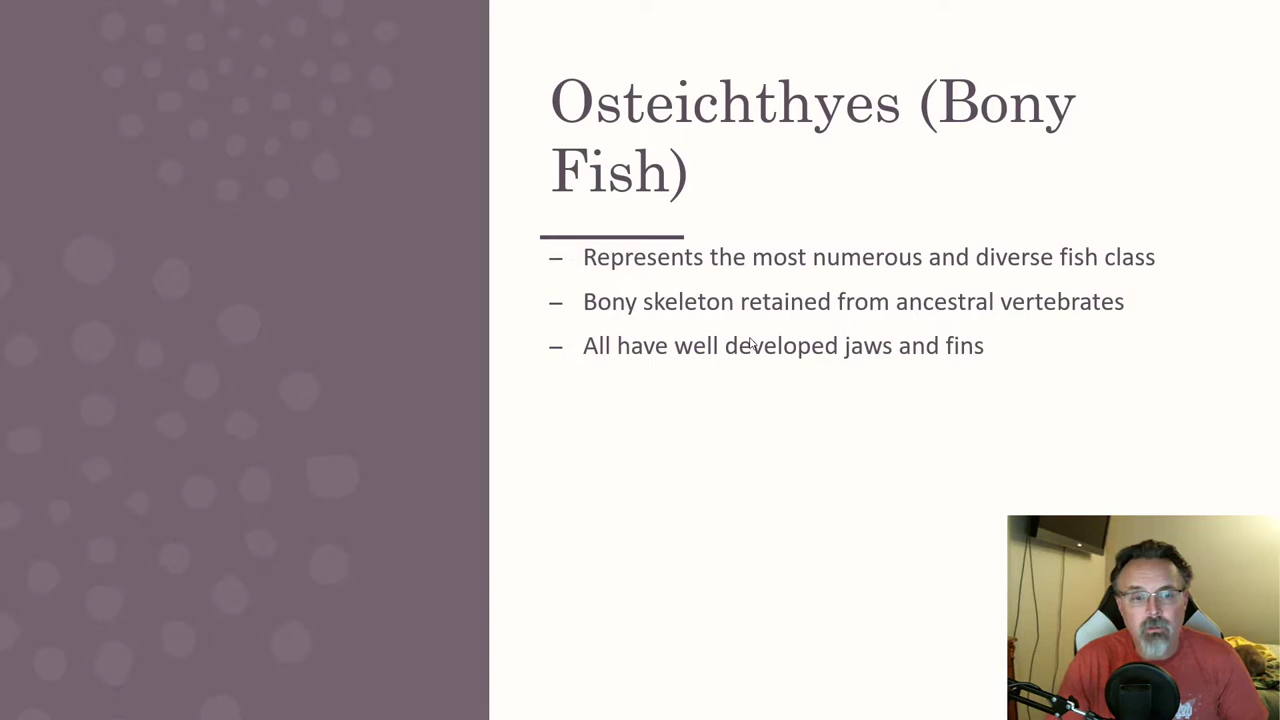 Osteichthyes (Bony
Fish)
– Represents the most numerous and diverse fish class
– Bony skeleton retained from ancestral vertebrates
– All have well developed jaws and fins